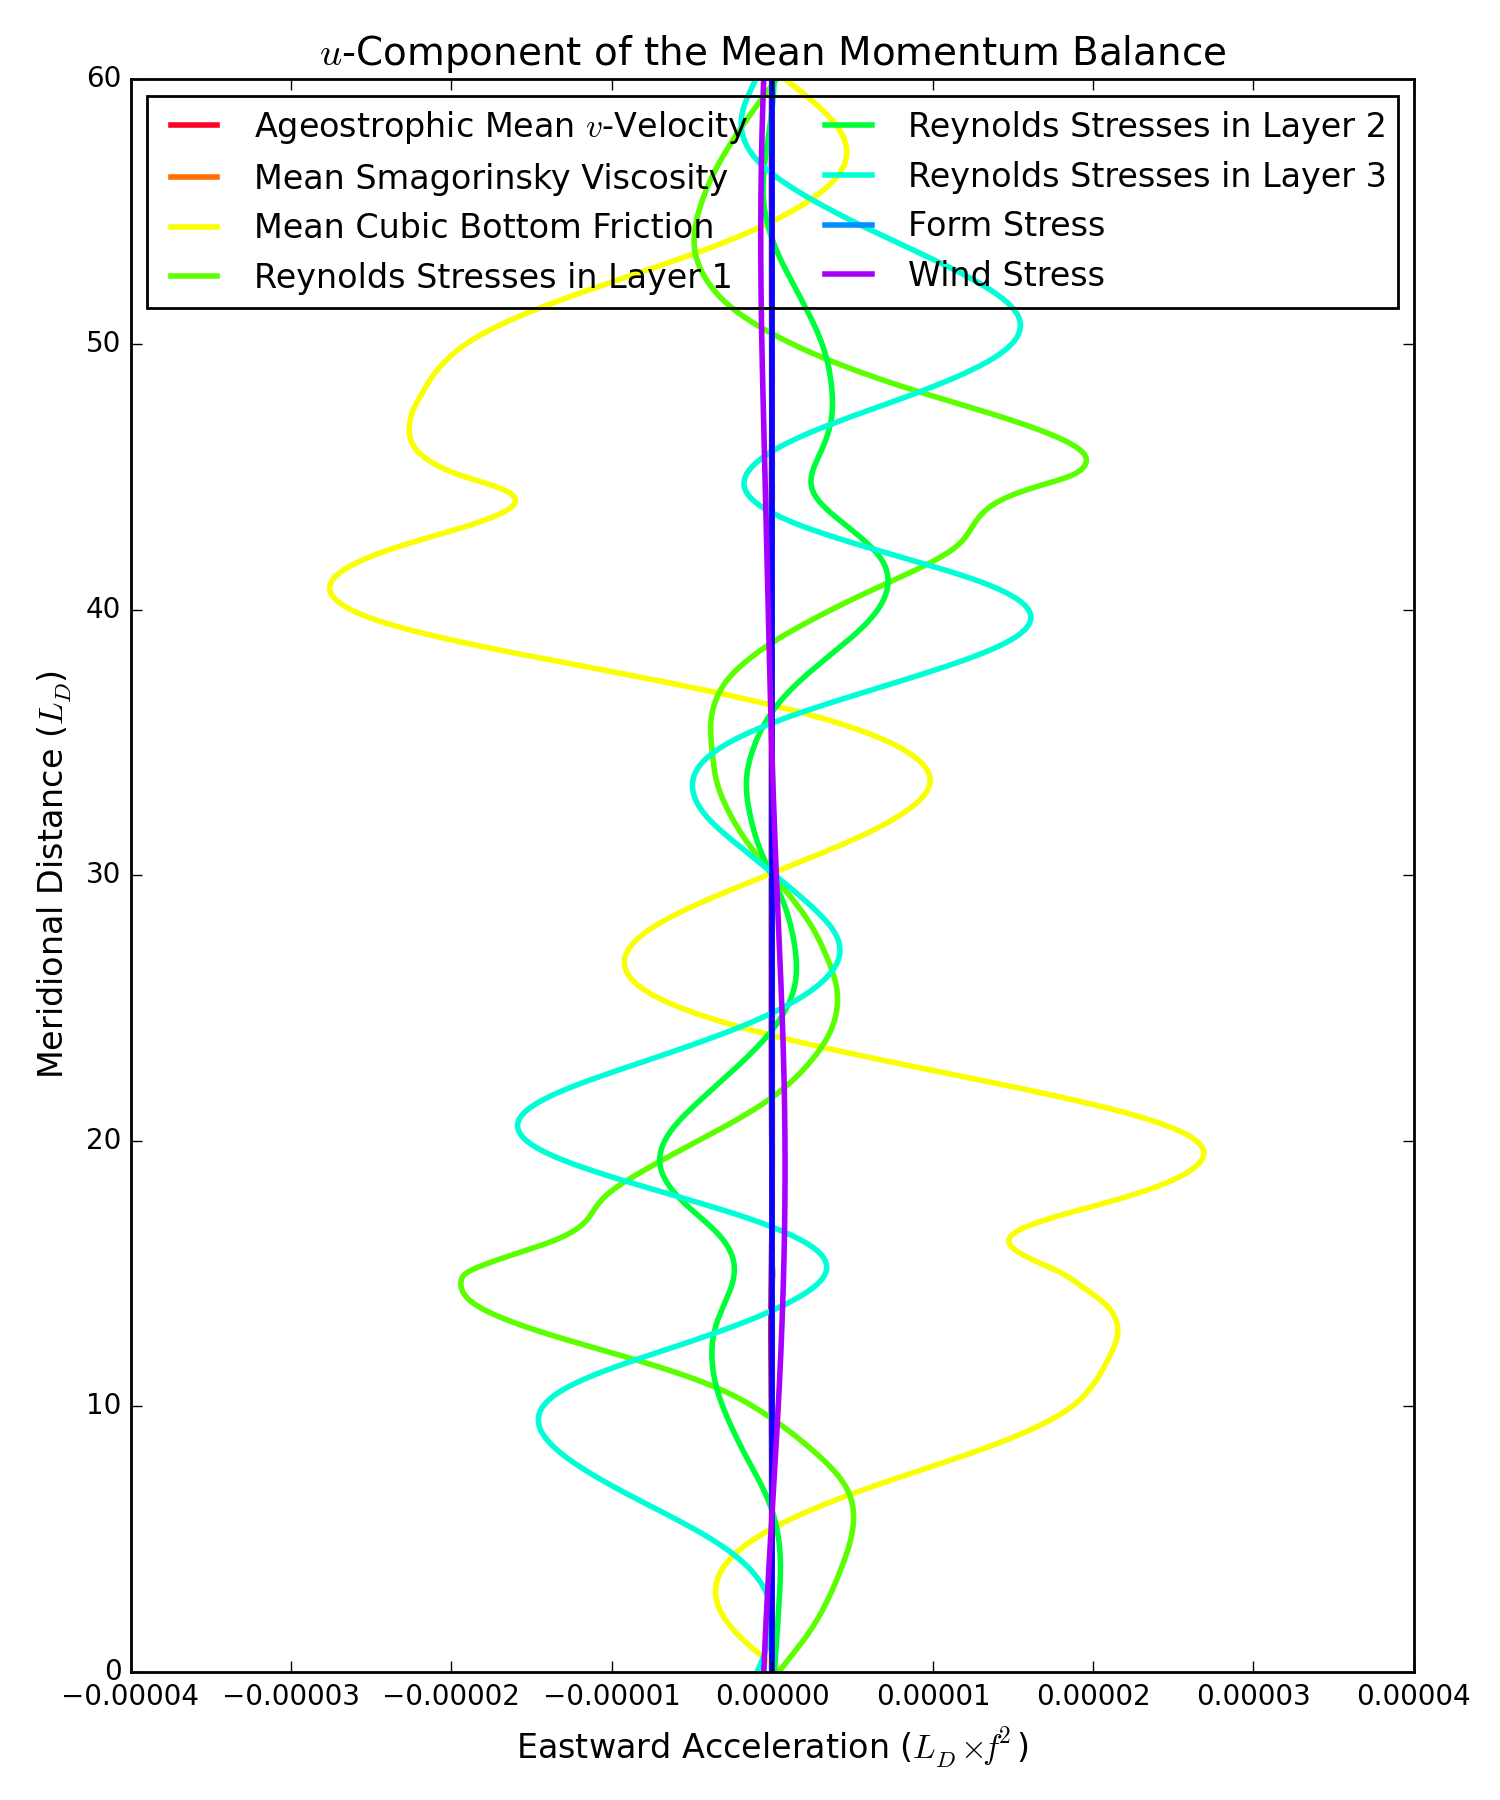 u-Component of the Mean Momentum Balance
Ageostrophic Mean v-Velocity
Mean Smagorinsky Viscosity
Mean Cubic Bottom Friction
Reynolds Stresses in Layer 1
Reynolds Stresses in Layer 2
Reynolds Stresses in Layer 3
Form Stress
Wind Stress
Meridional Distance (L_D)
60
50
40
30
20
10
0
−0.00004 −0.00003 −0.00002 −0.00001 0.00000 0.00001 0.00002 0.00003 0.00004
Eastward Acceleration (L_D × f²)